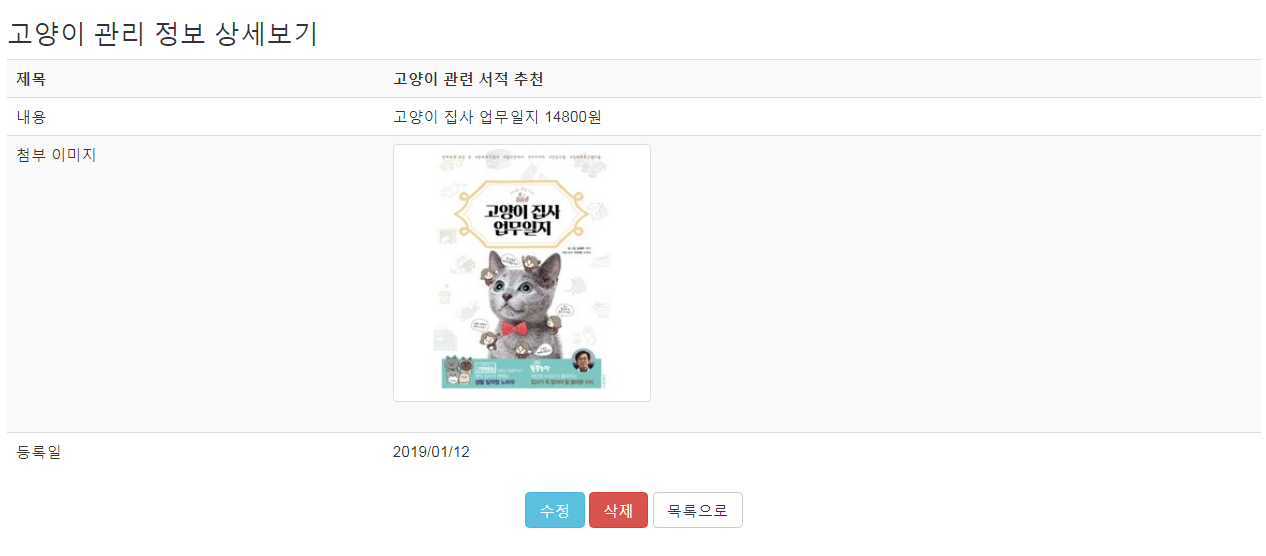 고양이 관리 정보 상세보기
제목 고양이 관련 서적 추천
내용 고양이 집사 업무일지 14800원
첨부 이미지
고양이 집사
업무일지
등록일 2019/01/12
수정 삭제 목록으로